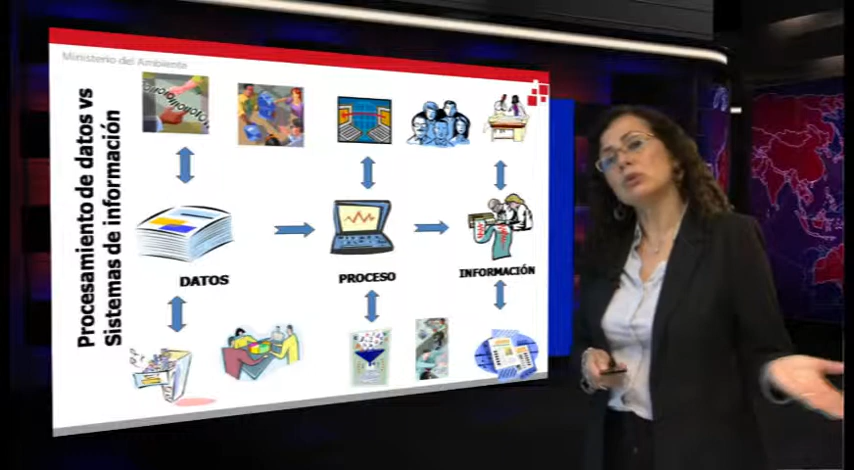 Ministerio del Ambiente
Procesamiento de datos vs
Sistemas de información
DATOS
PROCESO
INFORMACIÓN